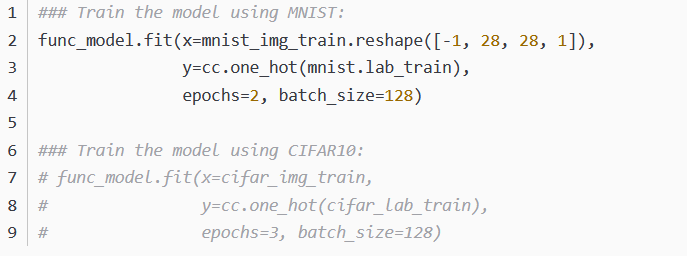 1 ### Train the model using MNIST:
2 func_model.fit(x=mnist_img_train.reshape([-1, 28, 28, 1]),
3                y=cc.one_hot(mnist.lab_train),
4                epochs=2, batch_size=128)
5
6 ### Train the model using CIFAR10:
7 # func_model.fit(x=cifar_img_train,
8 #                y=cc.one_hot(cifar_lab_train),
9 #                epochs=3, batch_size=128)